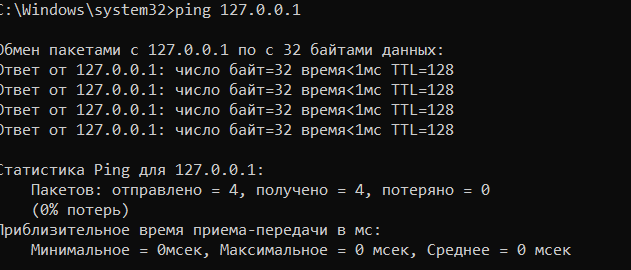 C:\Windows\system32>ping 127.0.0.1
Обмен пакетами с 127.0.0.1 по с 32 байтами данных:
Ответ от 127.0.0.1: число байт=32 время<1мс TTL=128
Ответ от 127.0.0.1: число байт=32 время<1мс TTL=128
Ответ от 127.0.0.1: число байт=32 время<1мс TTL=128
Ответ от 127.0.0.1: число байт=32 время<1мс TTL=128
Статистика Ping для 127.0.0.1:
Пакетов: отправлено = 4, получено = 4, потеряно = 0
(0% потерь)
Приблизительное время приема-передачи в мс:
Минимальное = 0мсек, Максимальное = 0 мсек, Среднее = 0 мсек